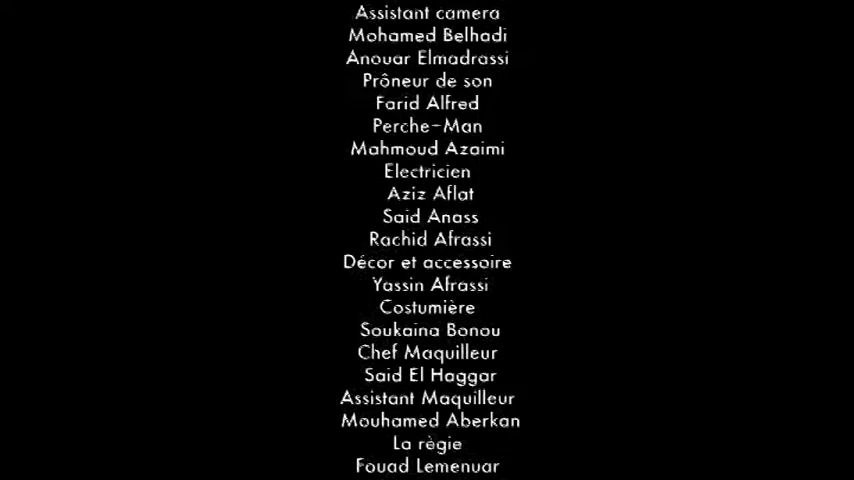 Assistant camera
Mohamed Belhadi
Anouar Elmadrassi
Prôneur de son
Farid Alfred
Perche-Man
Mahmoud Azaimi
Electricien
Aziz Aflat
Said Anass
Rachid Afrassi
Décor et accessoire
Yassin Afrassi
Costumière
Soukaina Bonou
Chef Maquilleur
Said El Haggar
Assistant Maquilleur
Mouhamed Aberkan
La règie
Fouad Lemenuar